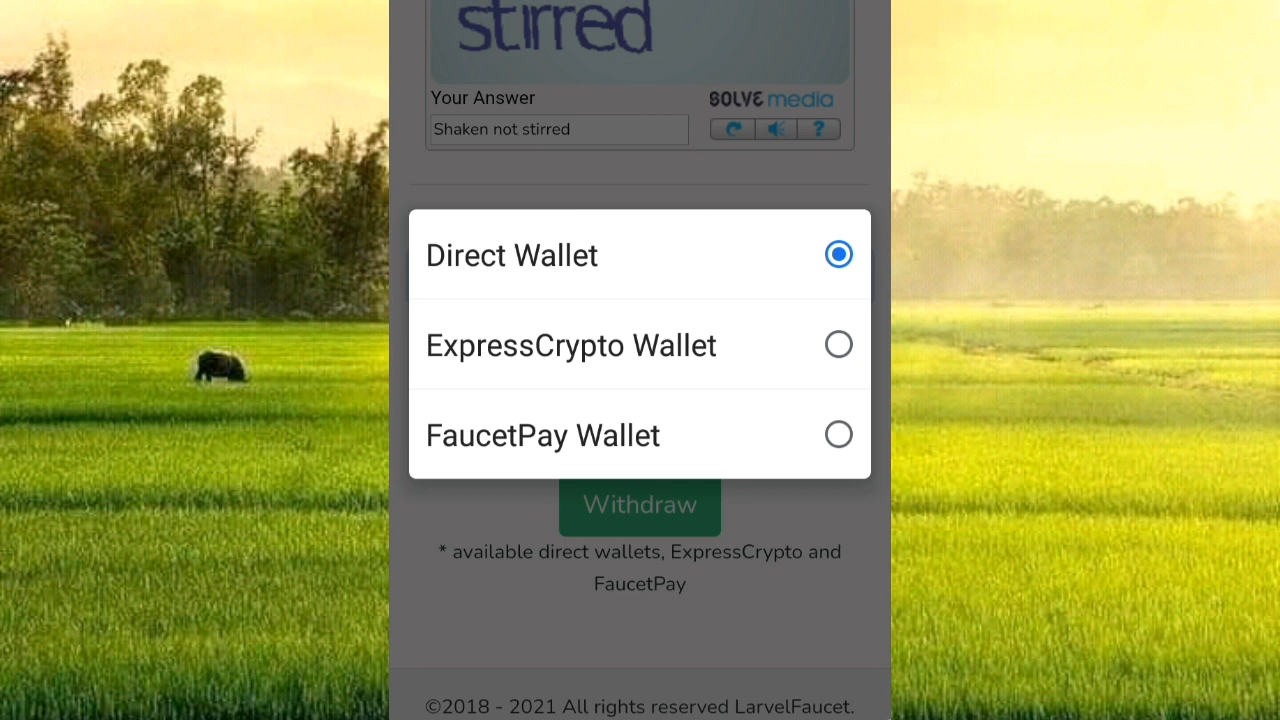 stirred
Your Answer
SOLVE media
Shaken not stirred
?
Direct Wallet
ExpressCrypto Wallet
FaucetPay Wallet
Withdraw
* available direct wallets, ExpressCrypto and
FaucetPay
©2018 - 2021 All rights reserved LarvelFaucet.